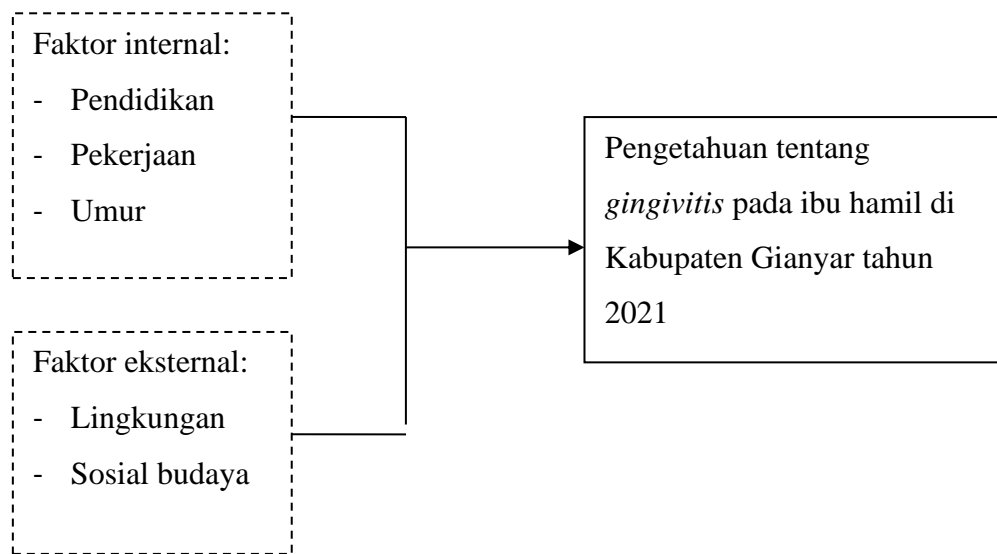 Faktor internal:
- Pendidikan
- Pekerjaan
- Umur
Faktor eksternal:
- Lingkungan
- Sosial budaya
Pengetahuan tentang
gingivitis pada ibu hamil di
Kabupaten Gianyar tahun
2021